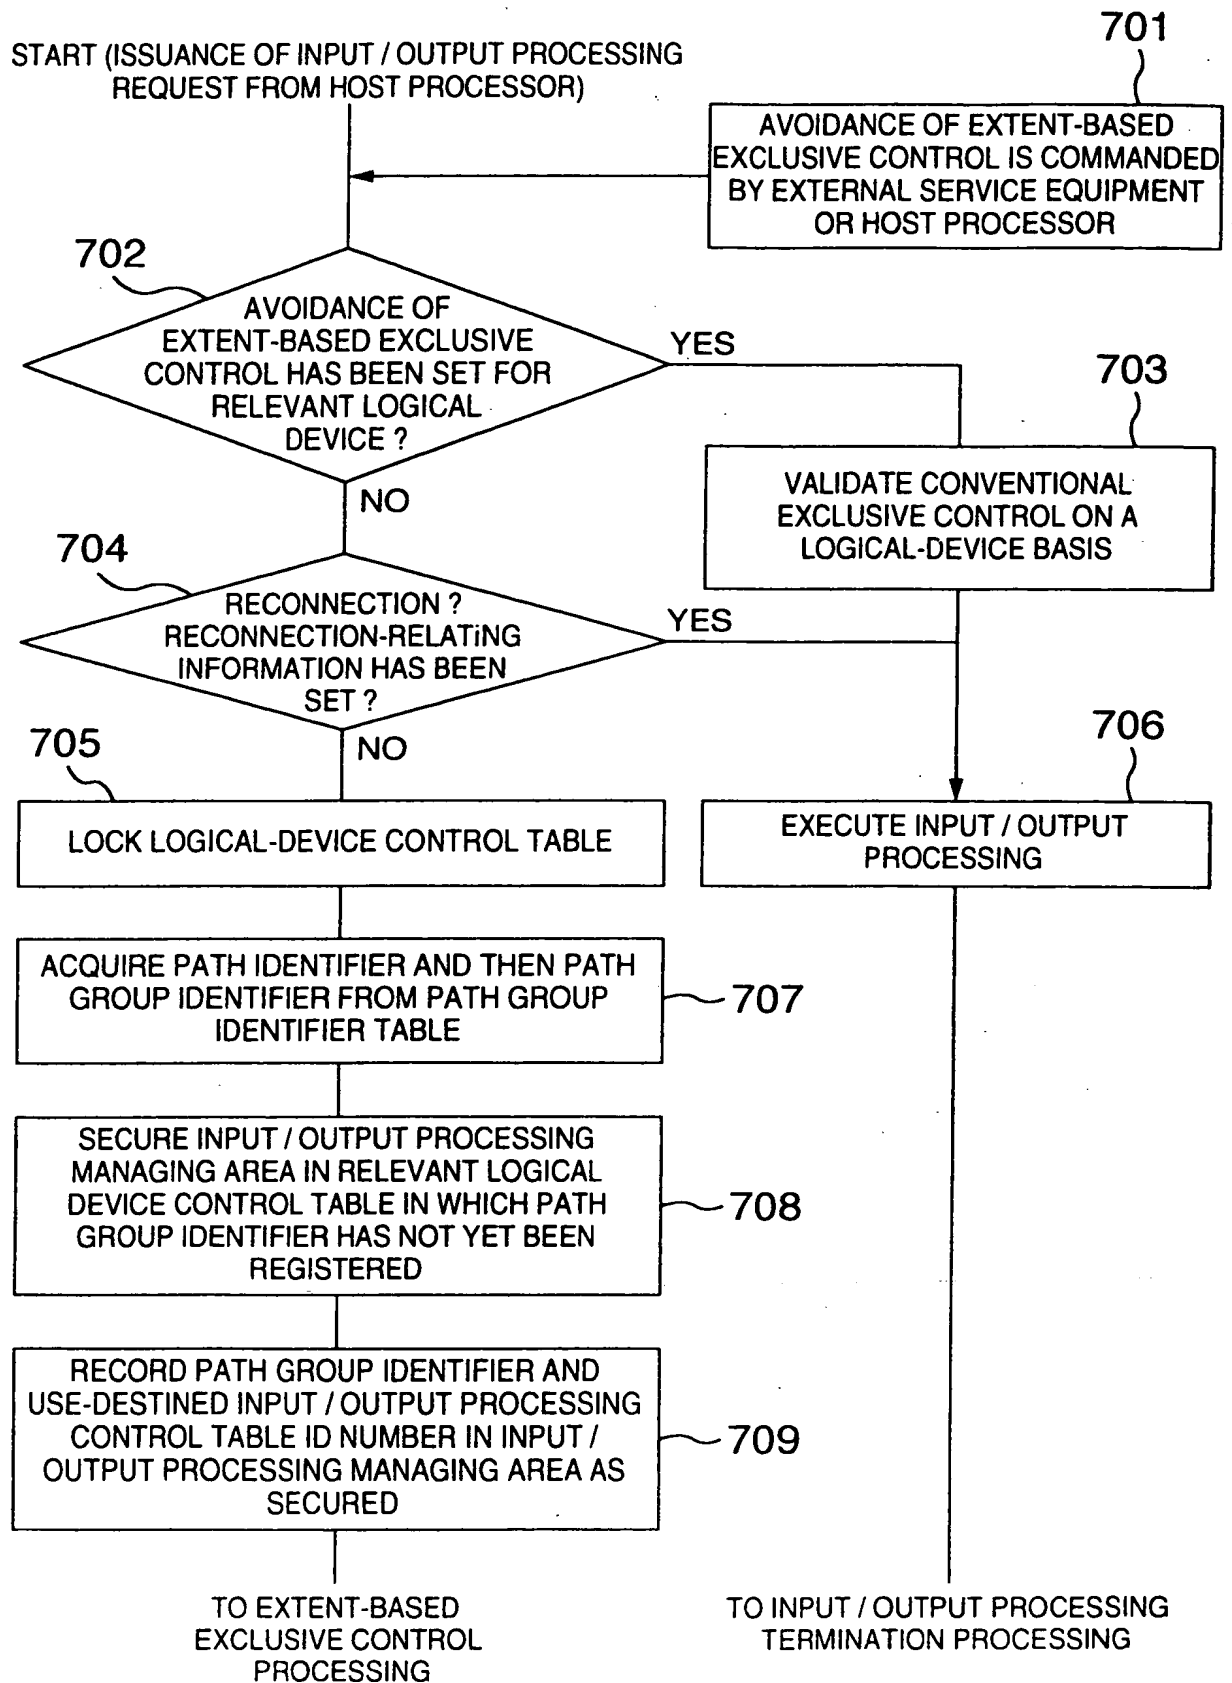 701
START (ISSUANCE OF INPUT / OUTPUT PROCESSING
REQUEST FROM HOST PROCESSOR)
AVOIDANCE OF EXTENT-BASED
EXCLUSIVE CONTROL IS COMMANDED
BY EXTERNAL SERVICE EQUIPMENT
OR HOST PROCESSOR
702
AVOIDANCE OF
EXTENT-BASED EXCLUSIVE
CONTROL HAS BEEN SET FOR
RELEVANT LOGICAL
DEVICE ?
YES
NO
703
VALIDATE CONVENTIONAL
EXCLUSIVE CONTROL ON A
LOGICAL-DEVICE BASIS
704
RECONNECTION ?
RECONNECTION-RELATiNG
INFORMATION HAS BEEN
SET ?
YES
NO
705
LOCK LOGICAL-DEVICE CONTROL TABLE
706
EXECUTE INPUT / OUTPUT
PROCESSING
ACQUIRE PATH IDENTIFIER AND THEN PATH
GROUP IDENTIFIER FROM PATH GROUP
IDENTIFIER TABLE
707
SECURE INPUT / OUTPUT PROCESSING
MANAGING AREA IN RELEVANT LOGICAL
DEVICE CONTROL TABLE IN WHICH PATH
GROUP IDENTIFIER HAS NOT YET BEEN
REGISTERED
708
RECORD PATH GROUP IDENTIFIER AND
USE-DESTINED INPUT / OUTPUT PROCESSING
CONTROL TABLE ID NUMBER IN INPUT /
OUTPUT PROCESSING MANAGING AREA AS
SECURED
709
TO EXTENT-BASED
EXCLUSIVE CONTROL
PROCESSING
TO INPUT / OUTPUT PROCESSING
TERMINATION PROCESSING